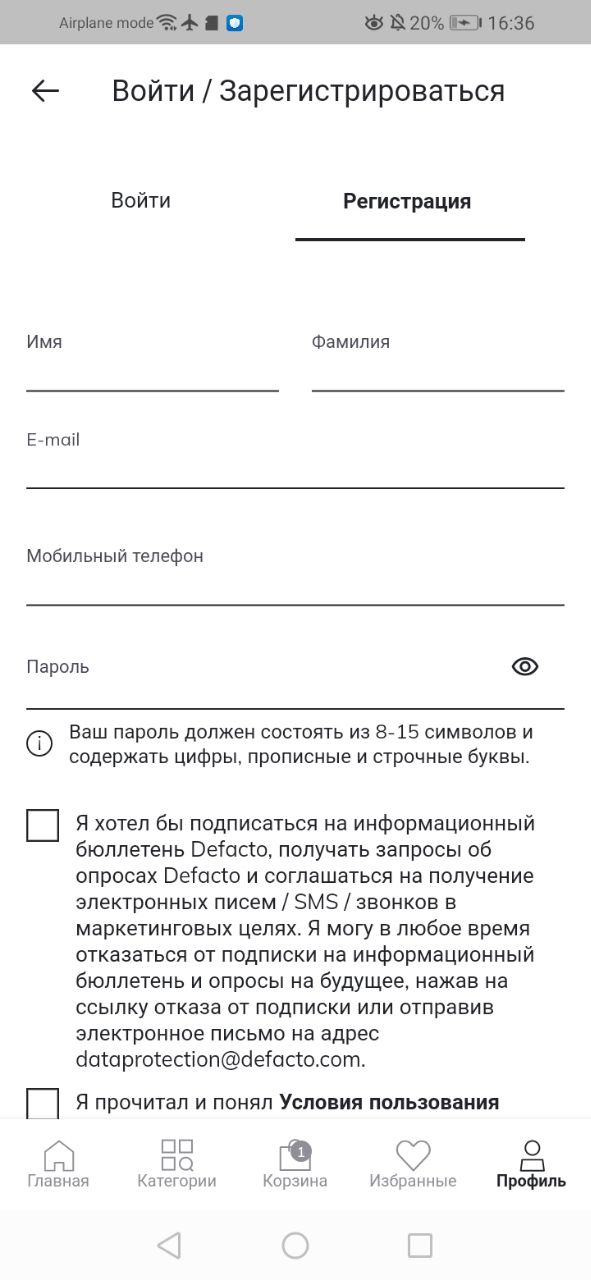 Airplane mode 20% 16:36
Войти / Зарегистрироваться
Войти Регистрация
Имя Фамилия
E-mail
Мобильный телефон
Пароль
Ваш пароль должен состоять из 8-15 символов и
содержать цифры, прописные и строчные буквы.
Я хотел бы подписаться на информационный
бюллетень Defacto, получать запросы об
опросах Defacto и соглашаться на получение
электронных писем / SMS / звонков в
маркетинговых целях. Я могу в любое время
отказаться от подписки на информационный
бюллетень и опросы на будущее, нажав на
ссылку отказа от подписки или отправив
электронное письмо на адрес
dataprotection@defacto.com.
Я прочитал и понял Условия пользования
1
Главная Категории Корзина Избранные Профиль